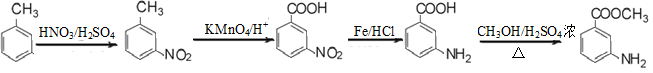 CH₃ HNO₃/H₂SO₄ CH₃ NO₂ KMnO₄/H⁺ COOH NO₂ Fe/HCl COOH NH₂ CH₃OH/H₂SO₄浓 △ COOCH₃ NH₂